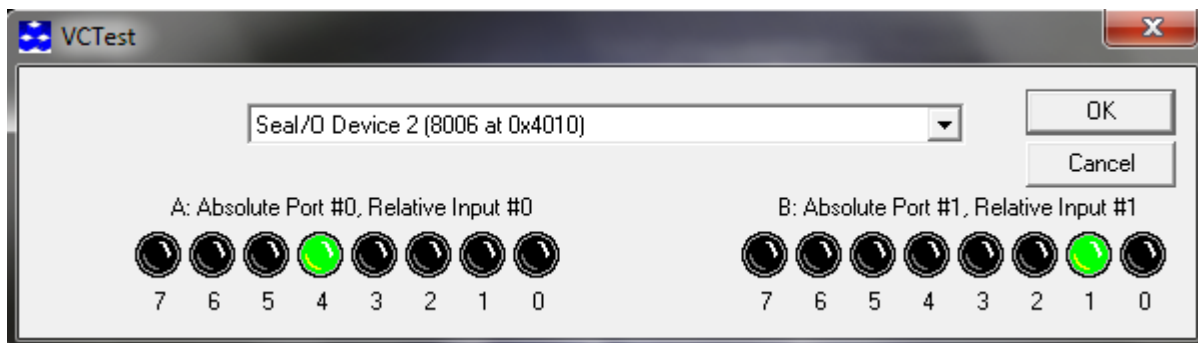 VCTest
SeaI/O Device 2 (8006 at 0x4010)
OK
Cancel
A: Absolute Port #0, Relative Input #0
B: Absolute Port #1, Relative Input #1
7 6 5 4 3 2 1 0
7 6 5 4 3 2 1 0